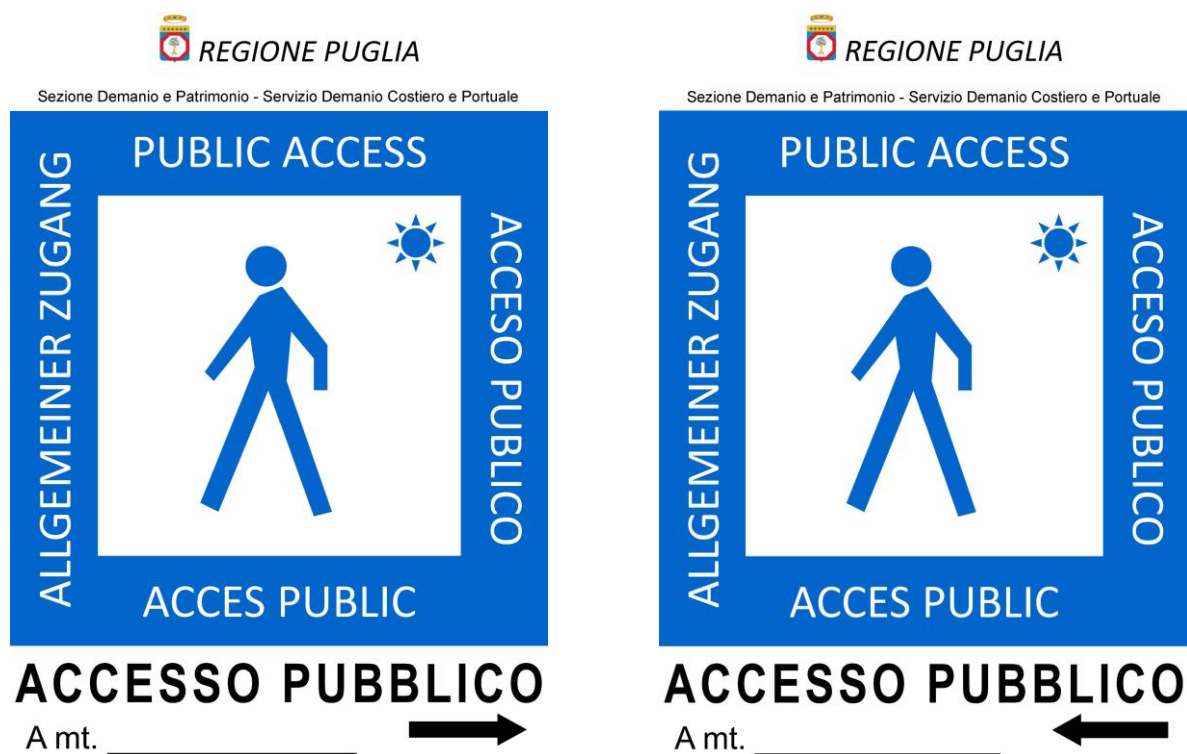 REGIONE PUGLIA
Sezione Demanio e Patrimonio - Servizio Demanio Costiero e Portuale
PUBLIC ACCESS
ALLGEMEINER ZUGANG
ACCESO PUBLICO
ACCES PUBLIC
ACCESSO PUBBLICO
A mt. ____________________
REGIONE PUGLIA
Sezione Demanio e Patrimonio - Servizio Demanio Costiero e Portuale
PUBLIC ACCESS
ALLGEMEINER ZUGANG
ACCESO PUBLICO
ACCES PUBLIC
ACCESSO PUBBLICO
A mt. ____________________